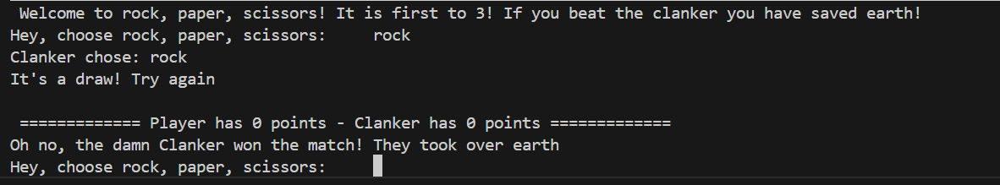 Welcome to rock, paper, scissors! It is first to 3! If you beat the clanker you have saved earth!
Hey, choose rock, paper, scissors:     rock
Clanker chose: rock
It's a draw! Try again
============= Player has 0 points - Clanker has 0 points =============
Oh no, the damn Clanker won the match! They took over earth
Hey, choose rock, paper, scissors: